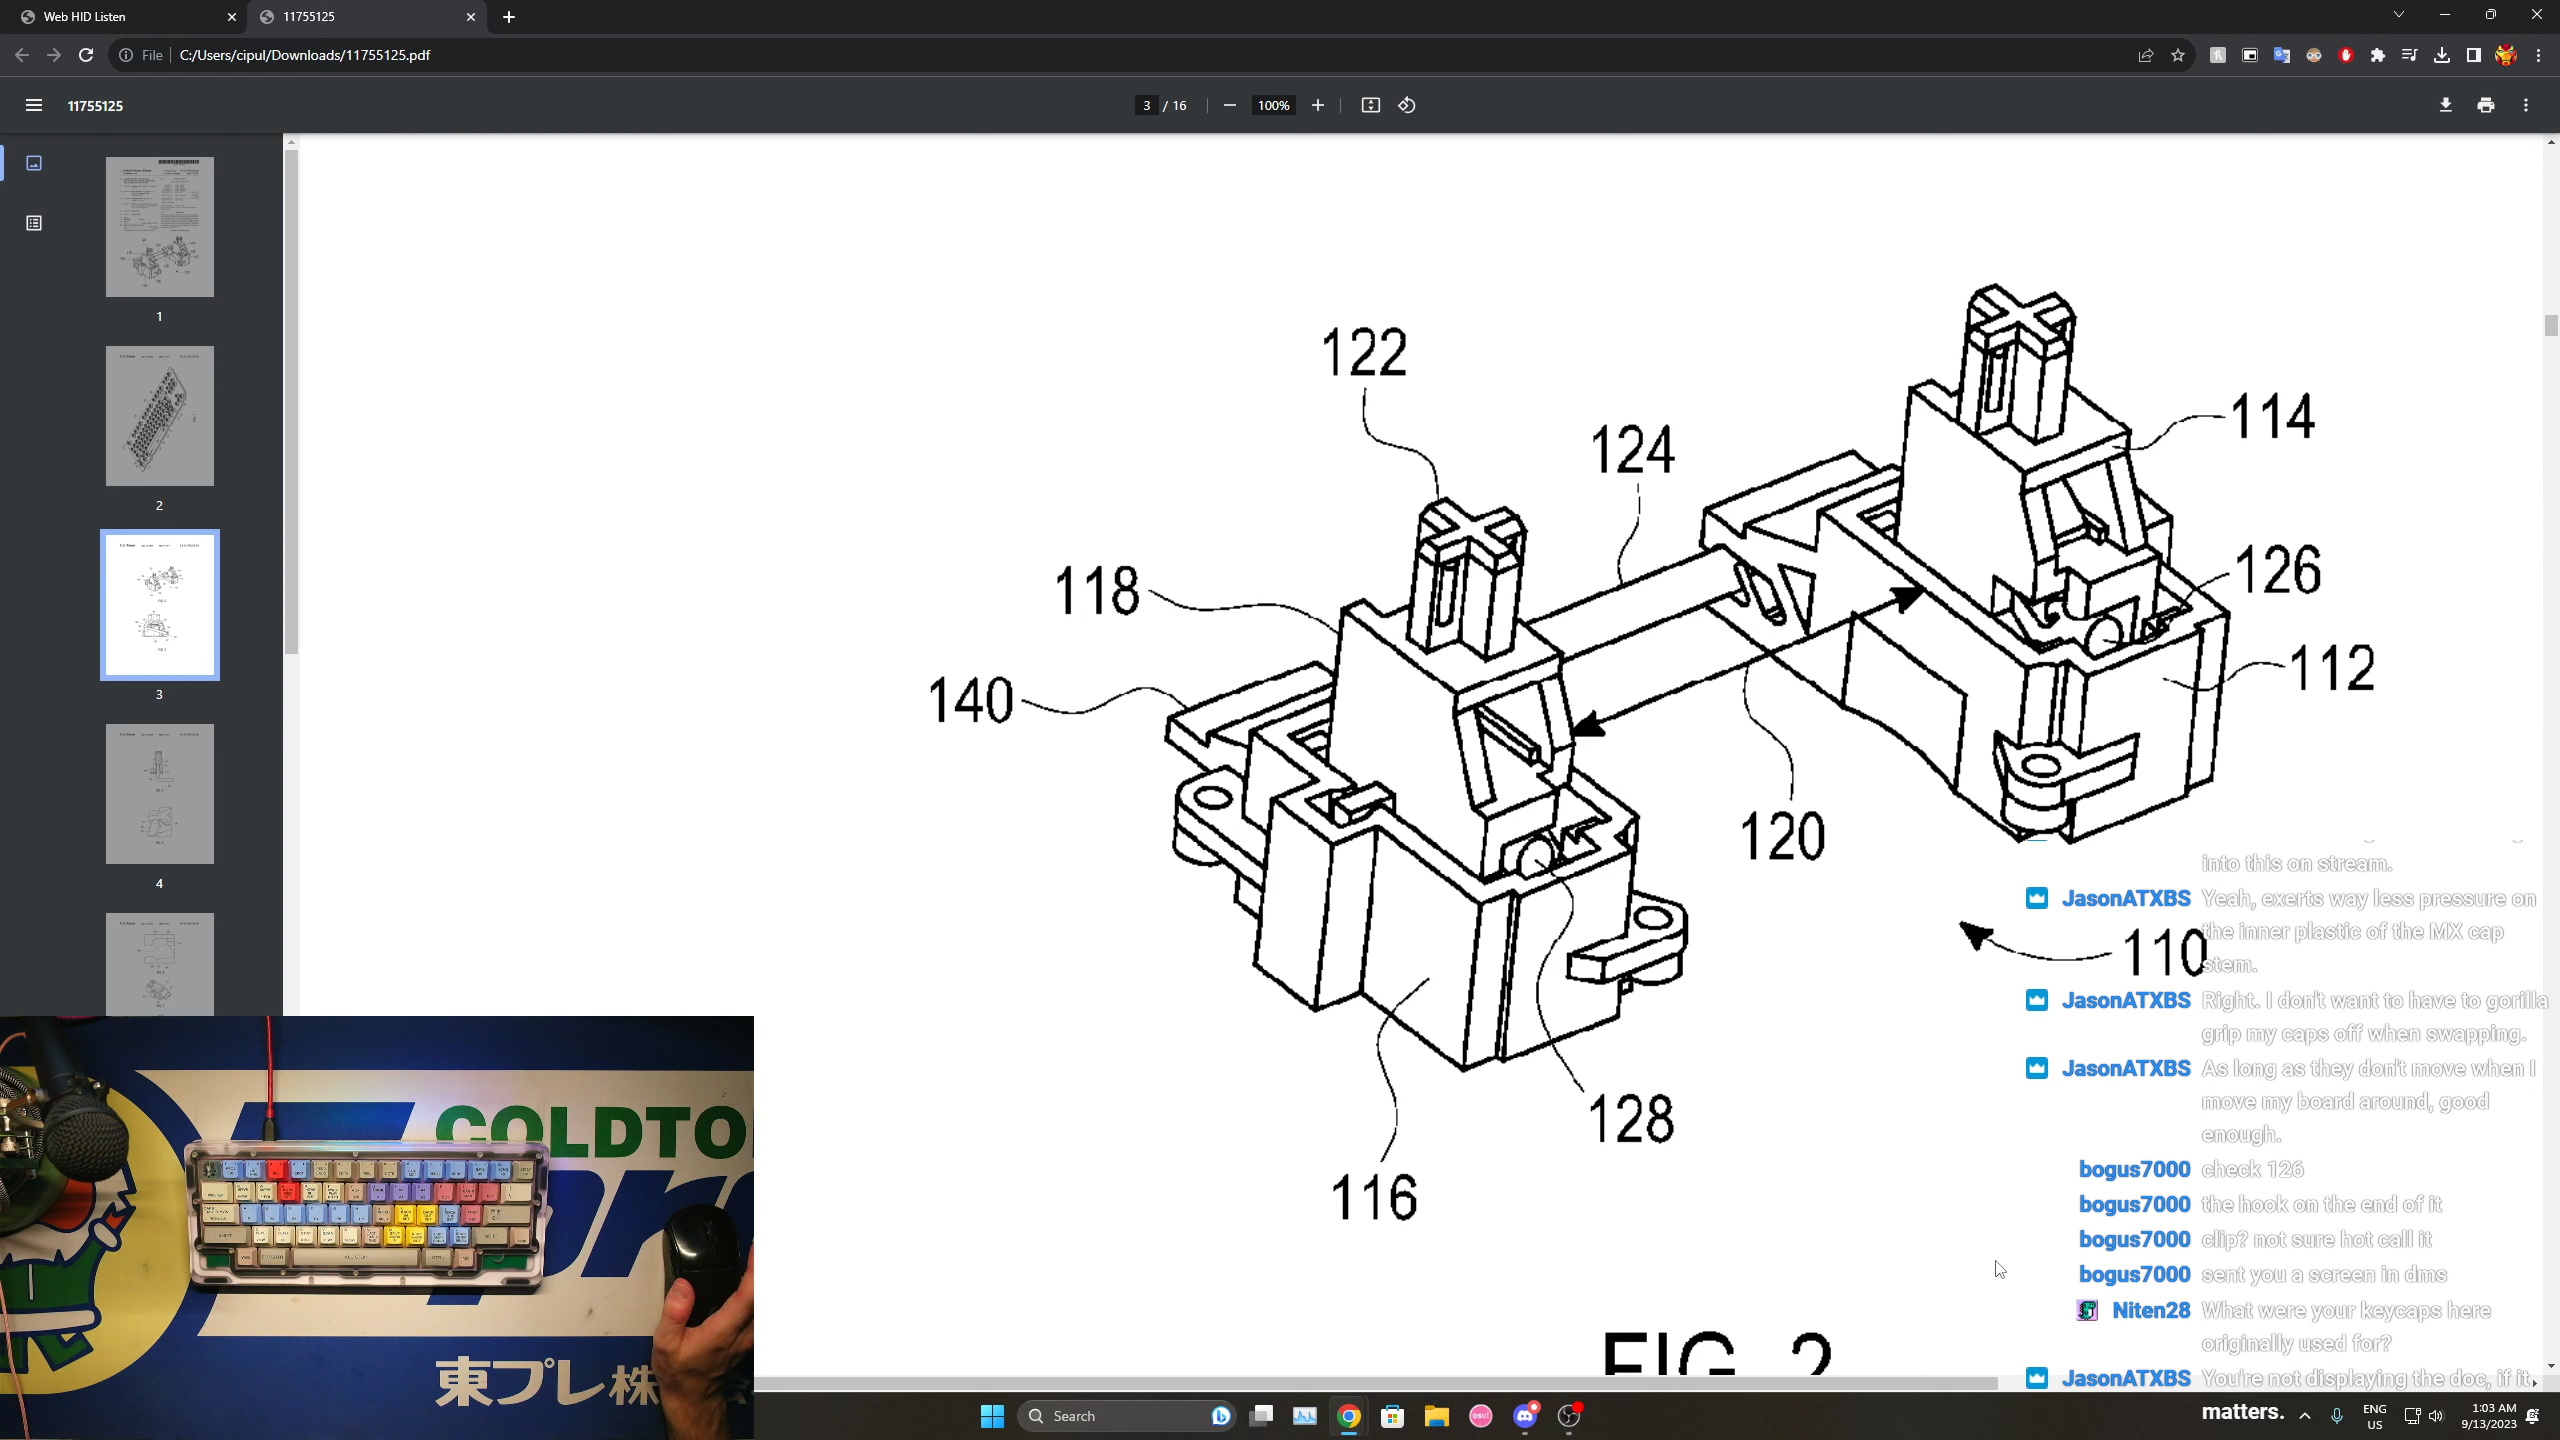 Web HID Listen
11755125
File
C:/Users/cipul/Downloads/11755125.pdf
11755125
3 / 16
100%
1
2
3
4
122
124
114
118
126
140
112
120
110
128
116
FIG. 2
into this on stream.
JasonATXBS Yeah, exerts way less pressure on
the inner plastic of the MX cap
stem.
JasonATXBS Right. I don't want to have to gorilla
grip my caps off when swapping.
JasonATXBS As long as they don't move when I
move my board around, good
enough.
bogus7000 check 126
bogus7000 the hook on the end of it
bogus7000 clip? not sure hot call it
bogus7000 sent you a screen in dms
Niten28 What were your keycaps here
originally used for?
JasonATXBS You're not displaying the doc, if it
matters.
COLDTO
東プレ株
Search
osu!
ENG
US
1:03 AM
9/13/2023